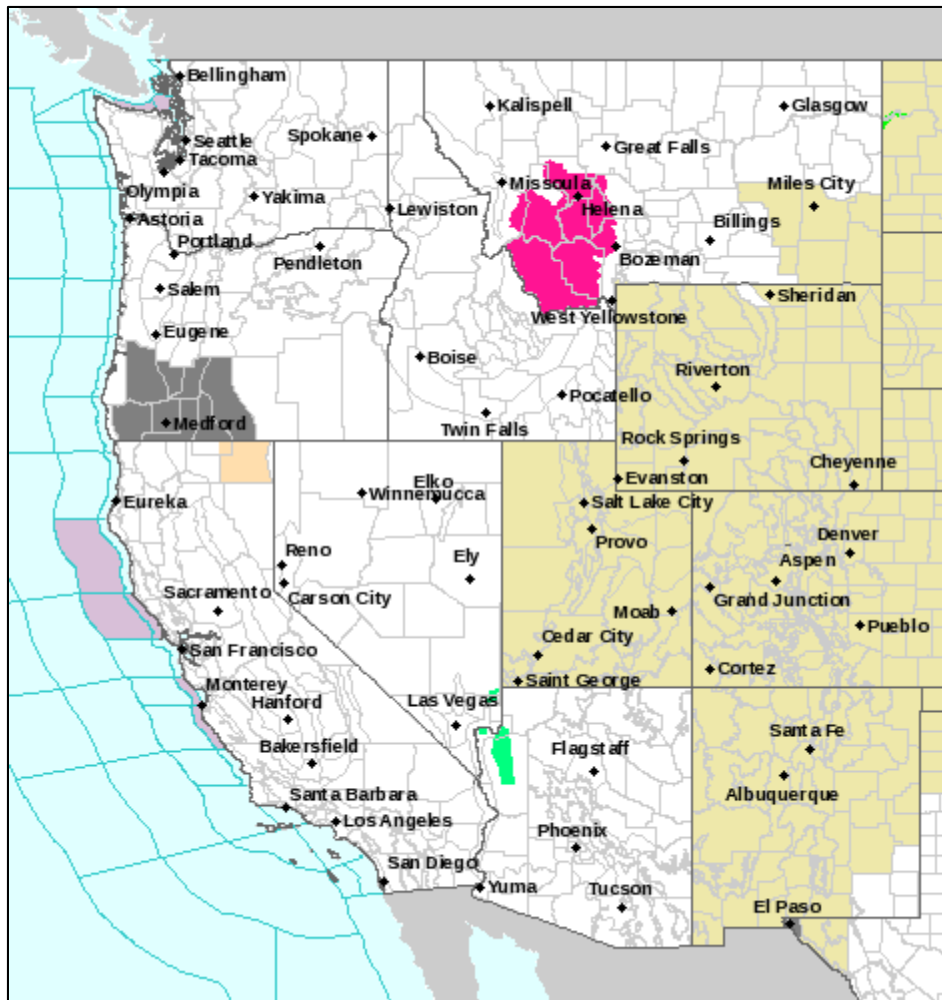 Bellingham
Kalispell
Glasgow
Seattle
Spokane
Great Falls
Tacoma
Missoula
Miles City
Olympia
Yakima
Lewiston
Helena
Astoria
Billings
Portland
Pendleton
Bozeman
Salem
Sheridan
West Yellowstone
Eugene
Boise
Riverton
Pocatello
Medford
Twin Falls
Rock Springs
Cheyenne
Elko
Evanston
Winnemucca
Eureka
Salt Lake City
Denver
Provo
Reno
Ely
Aspen
Sacramento
Carson City
Grand Junction
Moab
Pueblo
Cedar City
San Francisco
Cortez
Saint George
Monterey
Hanford
Las Vegas
Santa Fe
Flagstaff
Bakersfield
Albuquerque
Santa Barbara
Los Angeles
Phoenix
San Diego
Yuma
Tucson
El Paso